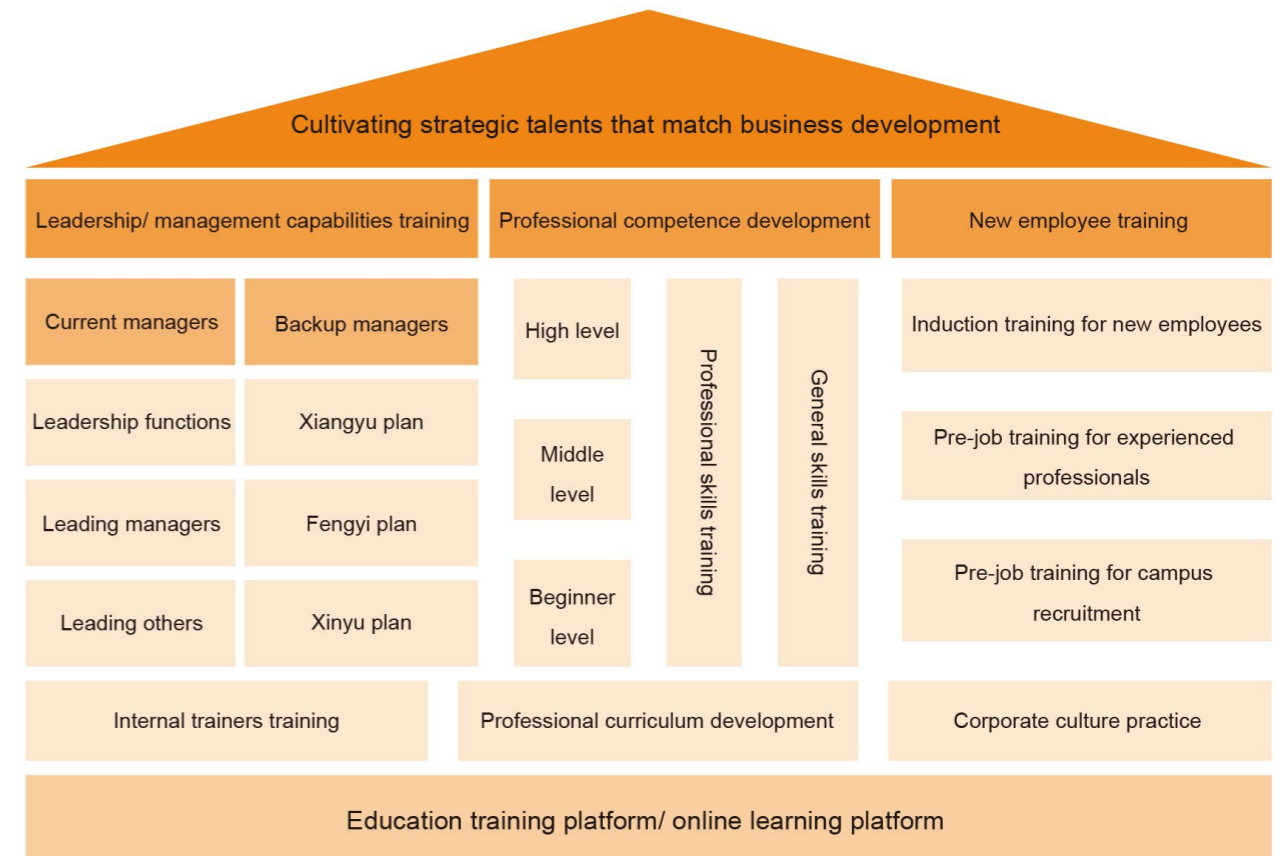 Cultivating strategic talents that match business development
Leadership/ management capabilities training
Professional competence development
New employee training
Current managers
Backup managers
Leadership functions
Xiangyu plan
Leading managers
Fengyi plan
Leading others
Xinyu plan
High level
Middle
level
Beginner
level
Professional skills training
General skills training
Induction training for new employees
Pre-job training for experienced
professionals
Pre-job training for campus
recruitment
Internal trainers training
Professional curriculum development
Corporate culture practice
Education training platform/ online learning platform